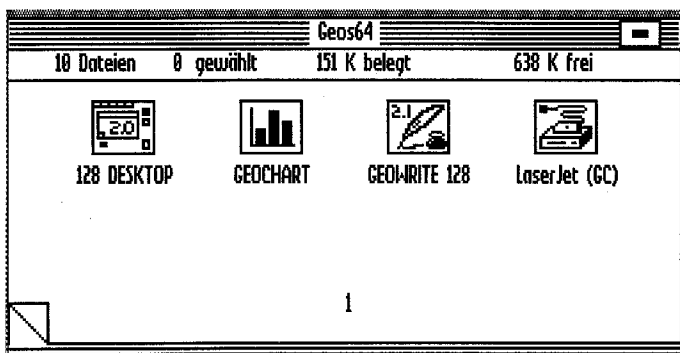 Geos64
10 Dateien 0 gewählt 151 K belegt 638 K frei
2.0 2.1
128 DESKTOP GEOCHART GEOWRITE 128 LaserJet (GC)
1